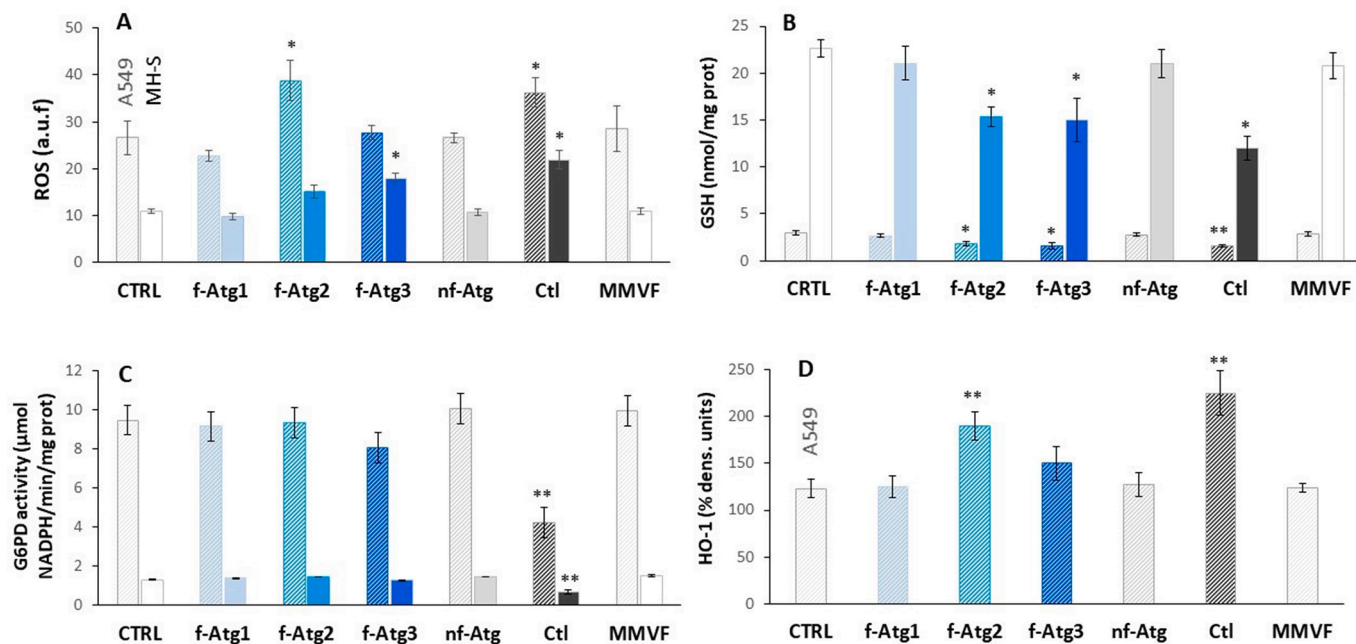 A
ROS (a.u.f)
50
40
30
20
10
0
A549
MH-S
*
*
*
*
CTRL f-Atg1 f-Atg2 f-Atg3 nf-Atg Ctl MMVF
B
GSH (nmol/mg prot)
25
20
15
10
5
0
*
*
*
*
*
**
CRTL f-Atg1 f-Atg2 f-Atg3 nf-Atg Ctl MMVF
C
G6PD activity (µmol
NADPH/min/mg prot)
12
10
8
6
4
2
0
**
**
CTRL f-Atg1 f-Atg2 f-Atg3 nf-Atg Ctl MMVF
D
HO-1 (% dens. units)
250
200
150
100
50
0
A549
**
**
CTRL f-Atg1 f-Atg2 f-Atg3 nf-Atg Ctl MMVF